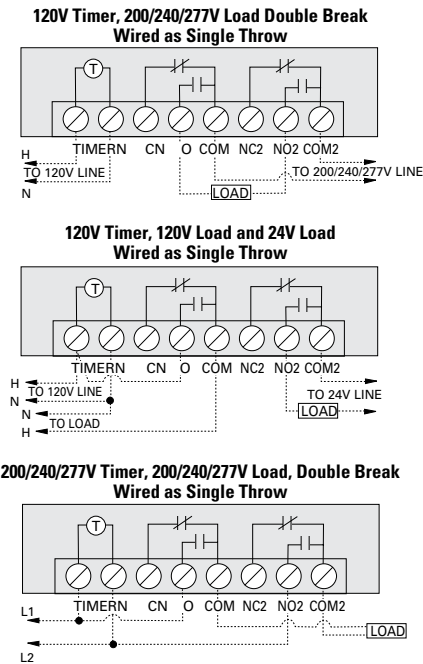 120V Timer, 200/240/277V Load Double Break
Wired as Single Throw
T
TIMERN CN O COM NC2 NO2 COM2
H
TO 120V LINE
N
LOAD
TO 200/240/277V LINE
120V Timer, 120V Load and 24V Load
Wired as Single Throw
T
TIMERN CN O COM NC2 NO2 COM2
H
TO 120V LINE
N
N
TO LOAD
H
TO 24V LINE
LOAD
200/240/277V Timer, 200/240/277V Load, Double Break
Wired as Single Throw
T
TIMERN CN O COM NC2 NO2 COM2
L1
LOAD
L2